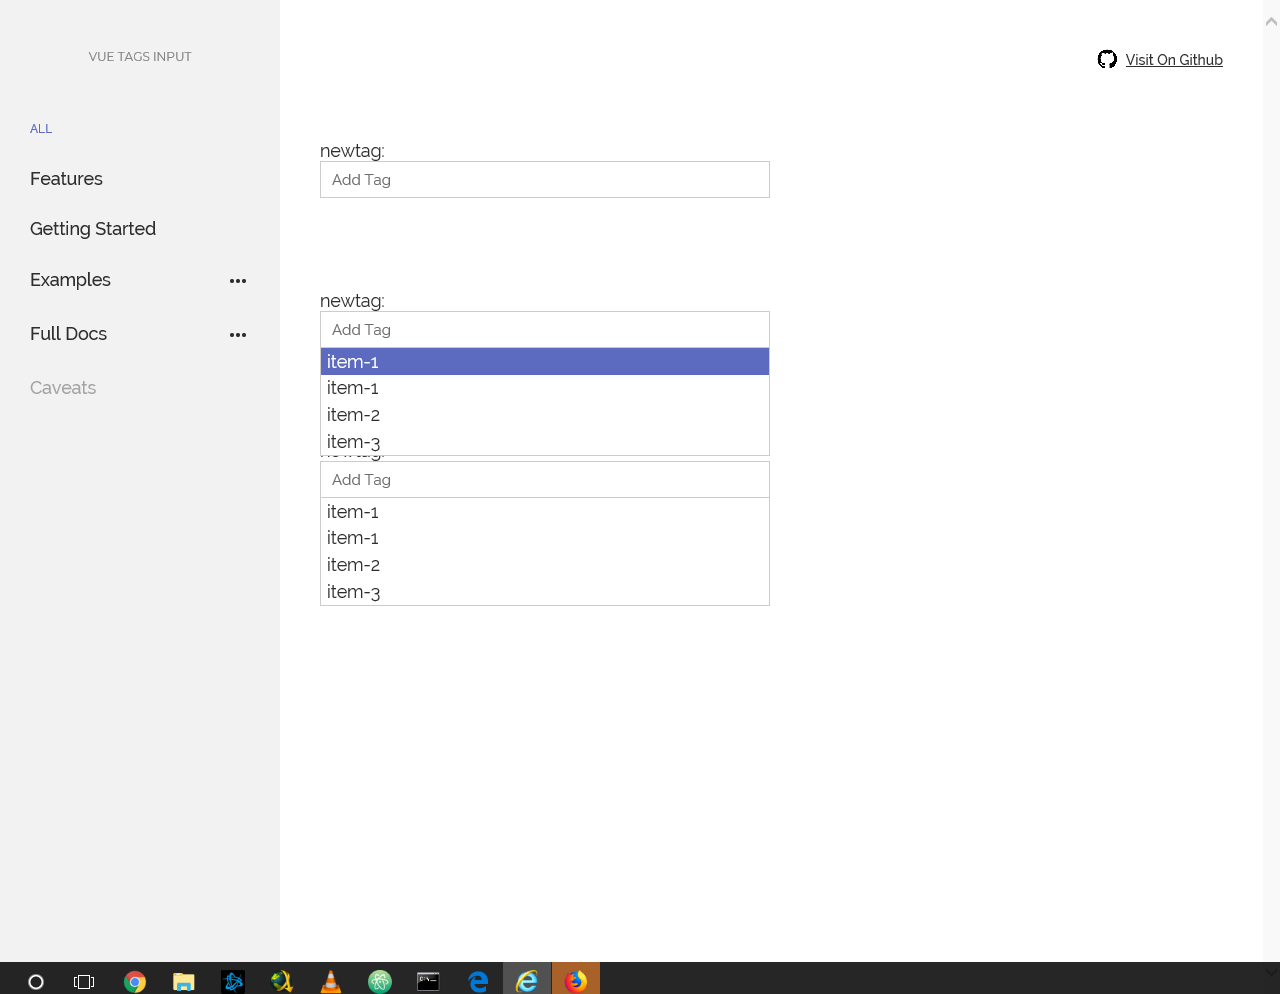 VUE TAGS INPUT
Visit On Github
ALL
Features
Getting Started
Examples
Full Docs
Caveats
newtag:
Add Tag
newtag:
Add Tag
item-1
item-1
item-2
item-3
newtag:
Add Tag
item-1
item-1
item-2
item-3